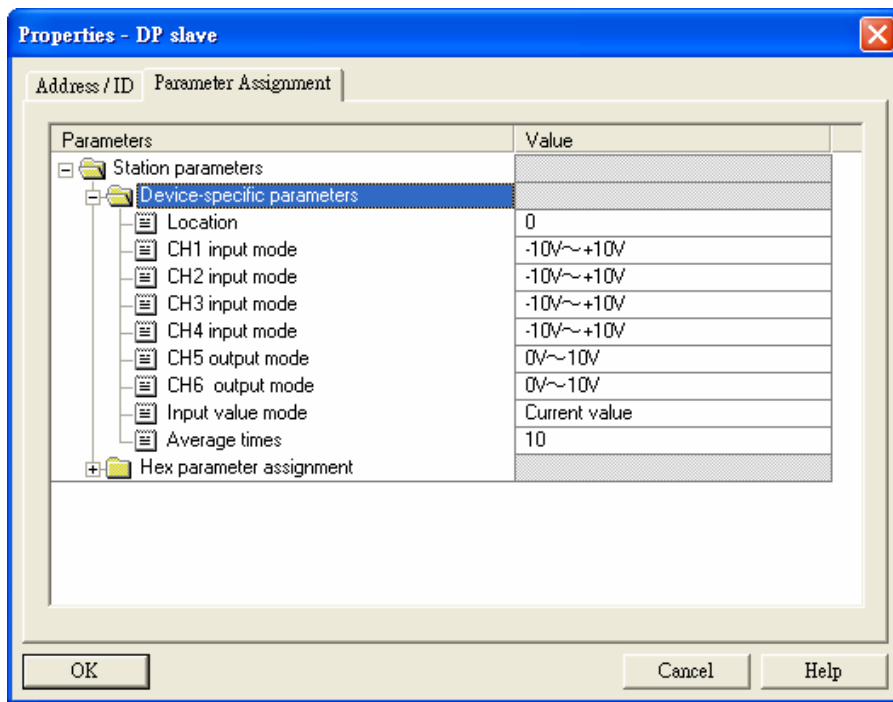 Properties - DP slave
Address / ID Parameter Assignment
Parameters Value
Station parameters
Device-specific parameters
Location 0
CH1 input mode -10V～+10V
CH2 input mode -10V～+10V
CH3 input mode -10V～+10V
CH4 input mode -10V～+10V
CH5 output mode 0V～10V
CH6  output mode 0V～10V
Input value mode Current value
Average times 10
Hex parameter assignment
OK Cancel Help